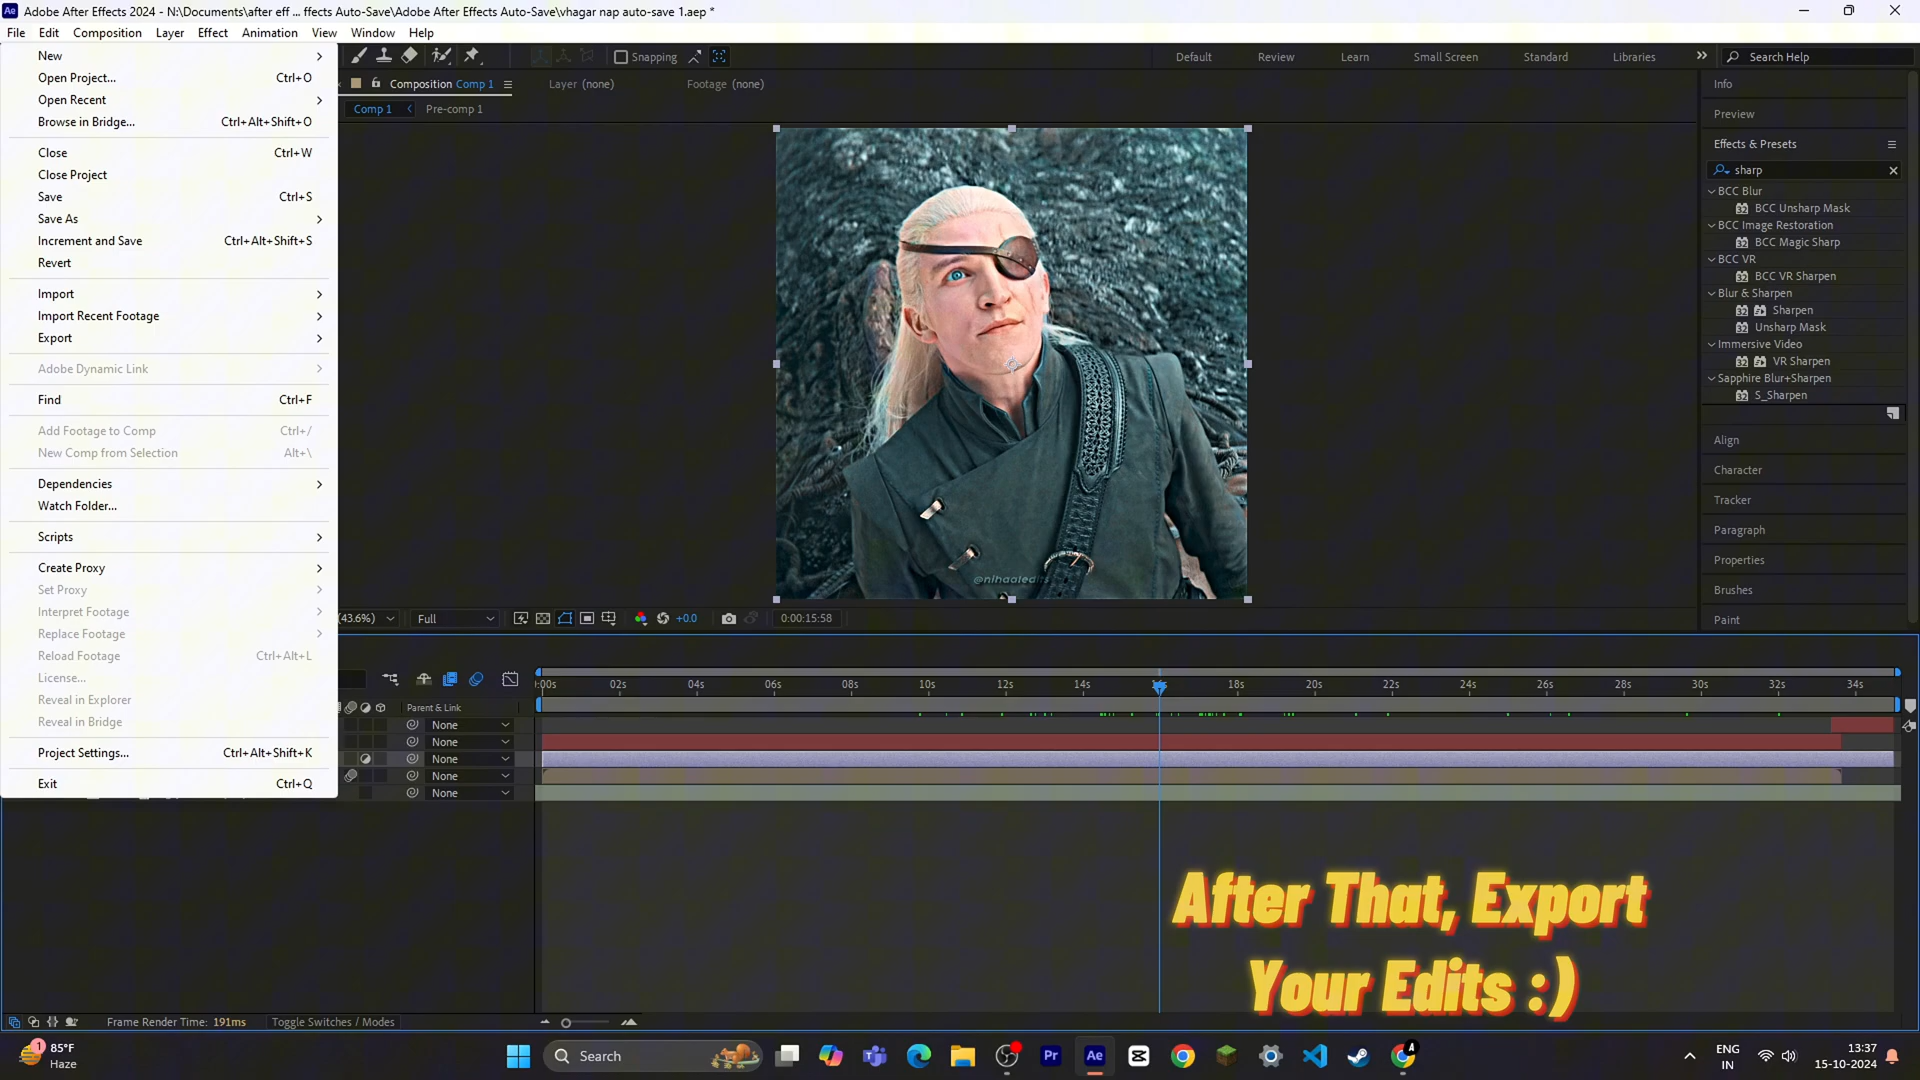 Adobe After Effects 2024 - N:\Documents\after eff ... ffects Auto-Save\Adobe After Effects Auto-Save\vhagar nap auto-save 1.aep *
File Edit Composition Layer Effect Animation View Window Help
Snapping
Default Review Learn Small Screen Standard Libraries
Search Help
New
Open Project... Ctrl+O
Open Recent
Browse in Bridge... Ctrl+Alt+Shift+O
Close Ctrl+W
Close Project
Save Ctrl+S
Save As
Increment and Save Ctrl+Alt+Shift+S
Revert
Import
Import Recent Footage
Export
Adobe Dynamic Link
Find Ctrl+F
Add Footage to Comp Ctrl+/
New Comp from Selection Alt+\
Dependencies
Watch Folder...
Scripts
Create Proxy
Set Proxy
Interpret Footage
Replace Footage
Reload Footage Ctrl+Alt+L
License...
Reveal in Explorer
Reveal in Bridge
Project Settings... Ctrl+Alt+Shift+K
Exit Ctrl+Q
Composition Comp 1
Layer (none)
Footage (none)
Comp 1
Pre-comp 1
@nihaaledits
(43.6%)
Full
+0.0
0:00:15:58
Info
Preview
Effects & Presets
sharp
BCC Blur
BCC Unsharp Mask
BCC Image Restoration
BCC Magic Sharp
BCC VR
BCC VR Sharpen
Blur & Sharpen
Sharpen
Unsharp Mask
Immersive Video
VR Sharpen
Sapphire Blur+Sharpen
S_Sharpen
Align
Character
Tracker
Paragraph
Properties
Brushes
Paint
:00s 02s 04s 06s 08s 10s 12s 14s 16s 18s 20s 22s 24s 26s 28s 30s 32s 34s
Parent & Link
None
None
None
None
None
After That, Export
Your Edits :)
Frame Render Time: 191ms
Toggle Switches / Modes
1
85°F
Haze
Search
Pr
Ae
A
ENG
IN
13:37
15-10-2024